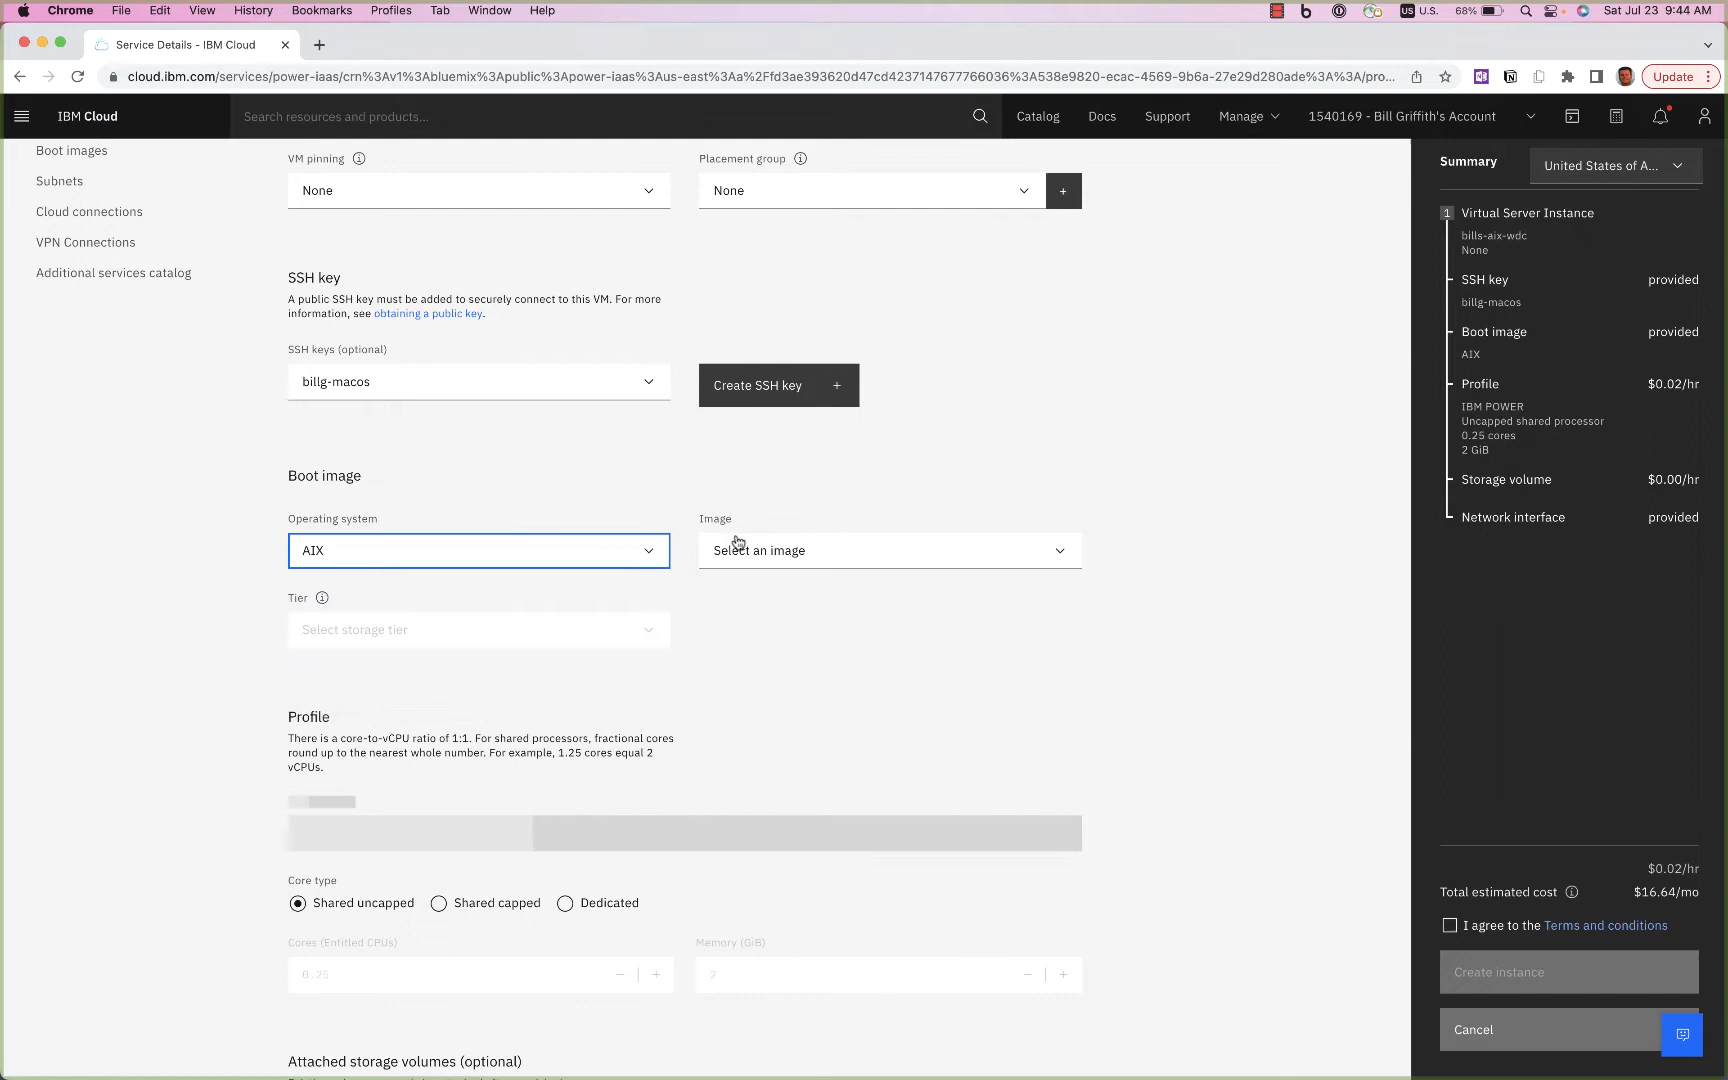 Chrome File Edit View History Bookmarks Profiles Tab Window Help
b US U.S. 68% Sat Jul 23 9:44 AM
Service Details - IBM Cloud
cloud.ibm.com/services/power-iaas/crn%3Av1%3Abluemix%3Apublic%3Apower-iaas%3Aus-east%3Aa%2Ffd3ae393620d47cd4237147677766036%3A538e9820-ecac-4569-9b6a-27e29d280ade%3A%3A/pro...
Update
IBM Cloud
Search resources and products...
Catalog Docs Support Manage 1540169 - Bill Griffith's Account
Boot images
Subnets
Cloud connections
VPN Connections
Additional services catalog
VM pinning
None
Placement group
None
+
SSH key
A public SSH key must be added to securely connect to this VM. For more
information, see obtaining a public key.
SSH keys (optional)
billg-macos
Create SSH key +
Boot image
Operating system
AIX
Image
Select an image
Tier
Select storage tier
Profile
There is a core-to-vCPU ratio of 1:1. For shared processors, fractional cores
round up to the nearest whole number. For example, 1.25 cores equal 2
vCPUs.
Core type
Shared uncapped Shared capped Dedicated
Cores (Entitled CPUs)
0.25
Memory (GiB)
2
Attached storage volumes (optional)
Summary
United States of A...
1 Virtual Server Instance
bills-aix-wdc
None
SSH key provided
billg-macos
Boot image provided
AIX
Profile $0.02/hr
IBM POWER
Uncapped shared processor
0.25 cores
2 GiB
Storage volume $0.00/hr
Network interface provided
$0.02/hr
Total estimated cost $16.64/mo
I agree to the Terms and conditions
Create instance
Cancel